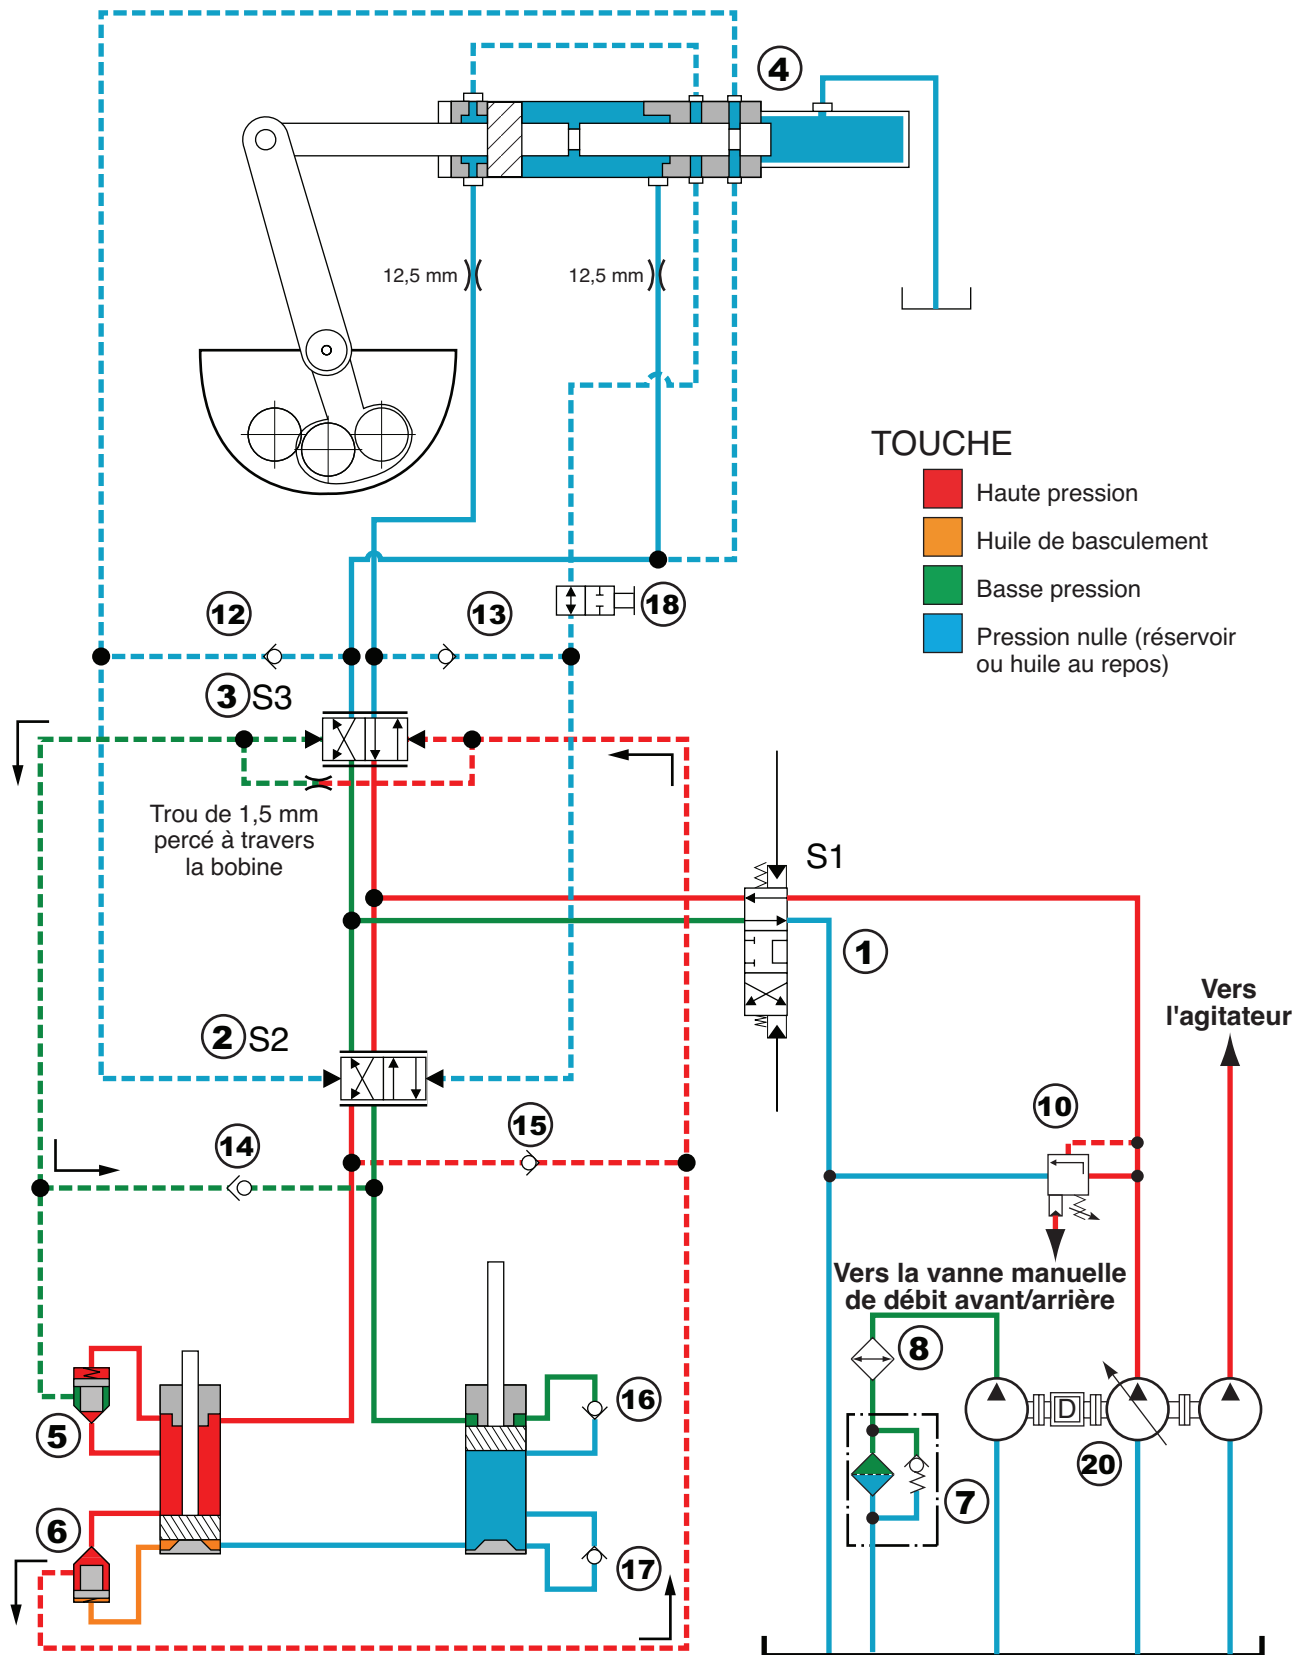 4
12,5 mm
12,5 mm
TOUCHE
Haute pression
Huile de basculement
Basse pression
Pression nulle (réservoir
ou huile au repos)
12
13
18
3 S3
Trou de 1,5 mm
percé à travers
la bobine
S1
1
2 S2
Vers
l'agitateur
10
14
15
Vers la vanne manuelle
de débit avant/arrière
8
5
16
D
20
7
6
17